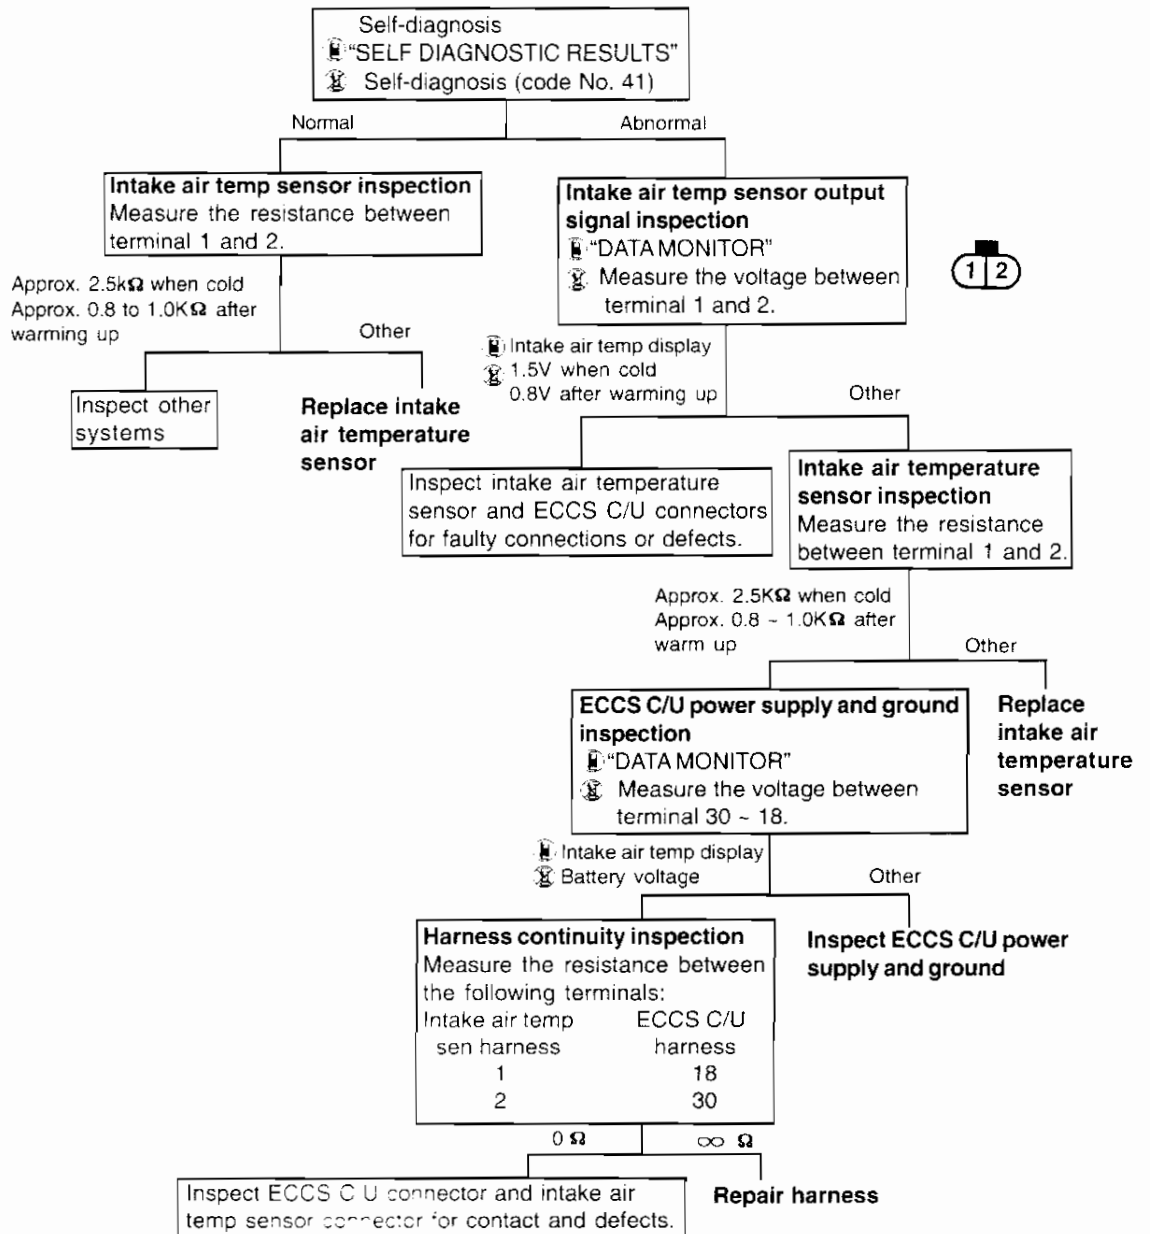 Self-diagnosis
"SELF DIAGNOSTIC RESULTS"
Self-diagnosis (code No. 41)
Normal
Abnormal
Intake air temp sensor inspection
Measure the resistance between
terminal 1 and 2.
Intake air temp sensor output
signal inspection
"DATA MONITOR"
Measure the voltage between
terminal 1 and 2.
1 2
Approx. 2.5kΩ when cold
Approx. 0.8 to 1.0KΩ after
warming up
Other
Inspect other
systems
Replace intake
air temperature
sensor
Intake air temp display
1.5V when cold
0.8V after warming up
Other
Inspect intake air temperature
sensor and ECCS C/U connectors
for faulty connections or defects.
Intake air temperature
sensor inspection
Measure the resistance
between terminal 1 and 2.
Approx. 2.5KΩ when cold
Approx. 0.8 ~ 1.0KΩ after
warm up
Other
ECCS C/U power supply and ground
inspection
"DATA MONITOR"
Measure the voltage between
terminal 30 ~ 18.
Replace
intake air
temperature
sensor
Intake air temp display
Battery voltage
Other
Harness continuity inspection
Measure the resistance between
the following terminals:
Intake air temp ECCS C/U
sen harness harness
1 18
2 30
Inspect ECCS C/U power
supply and ground
0 Ω
∞ Ω
Inspect ECCS C U connector and intake air
temp sensor connector for contact and defects.
Repair harness